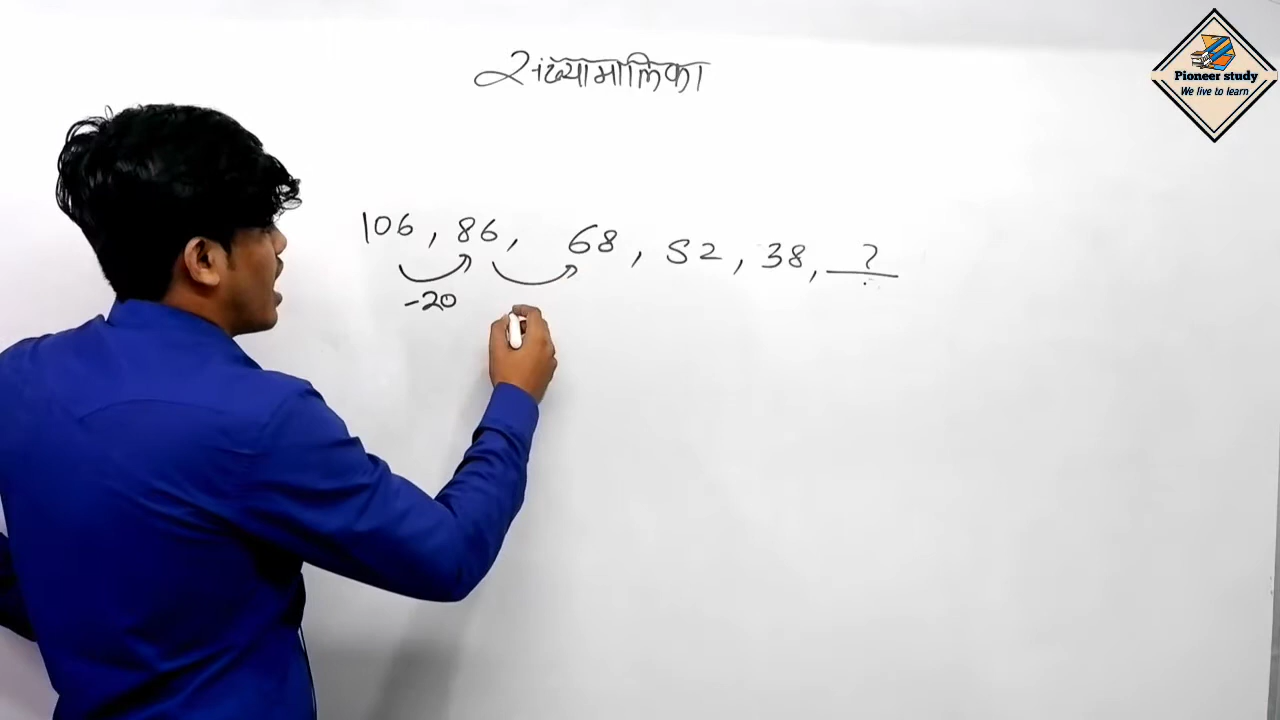 संख्यामालिका
106, 86, 68, 52, 38, ?
-20
Pioneer study
We live to learn